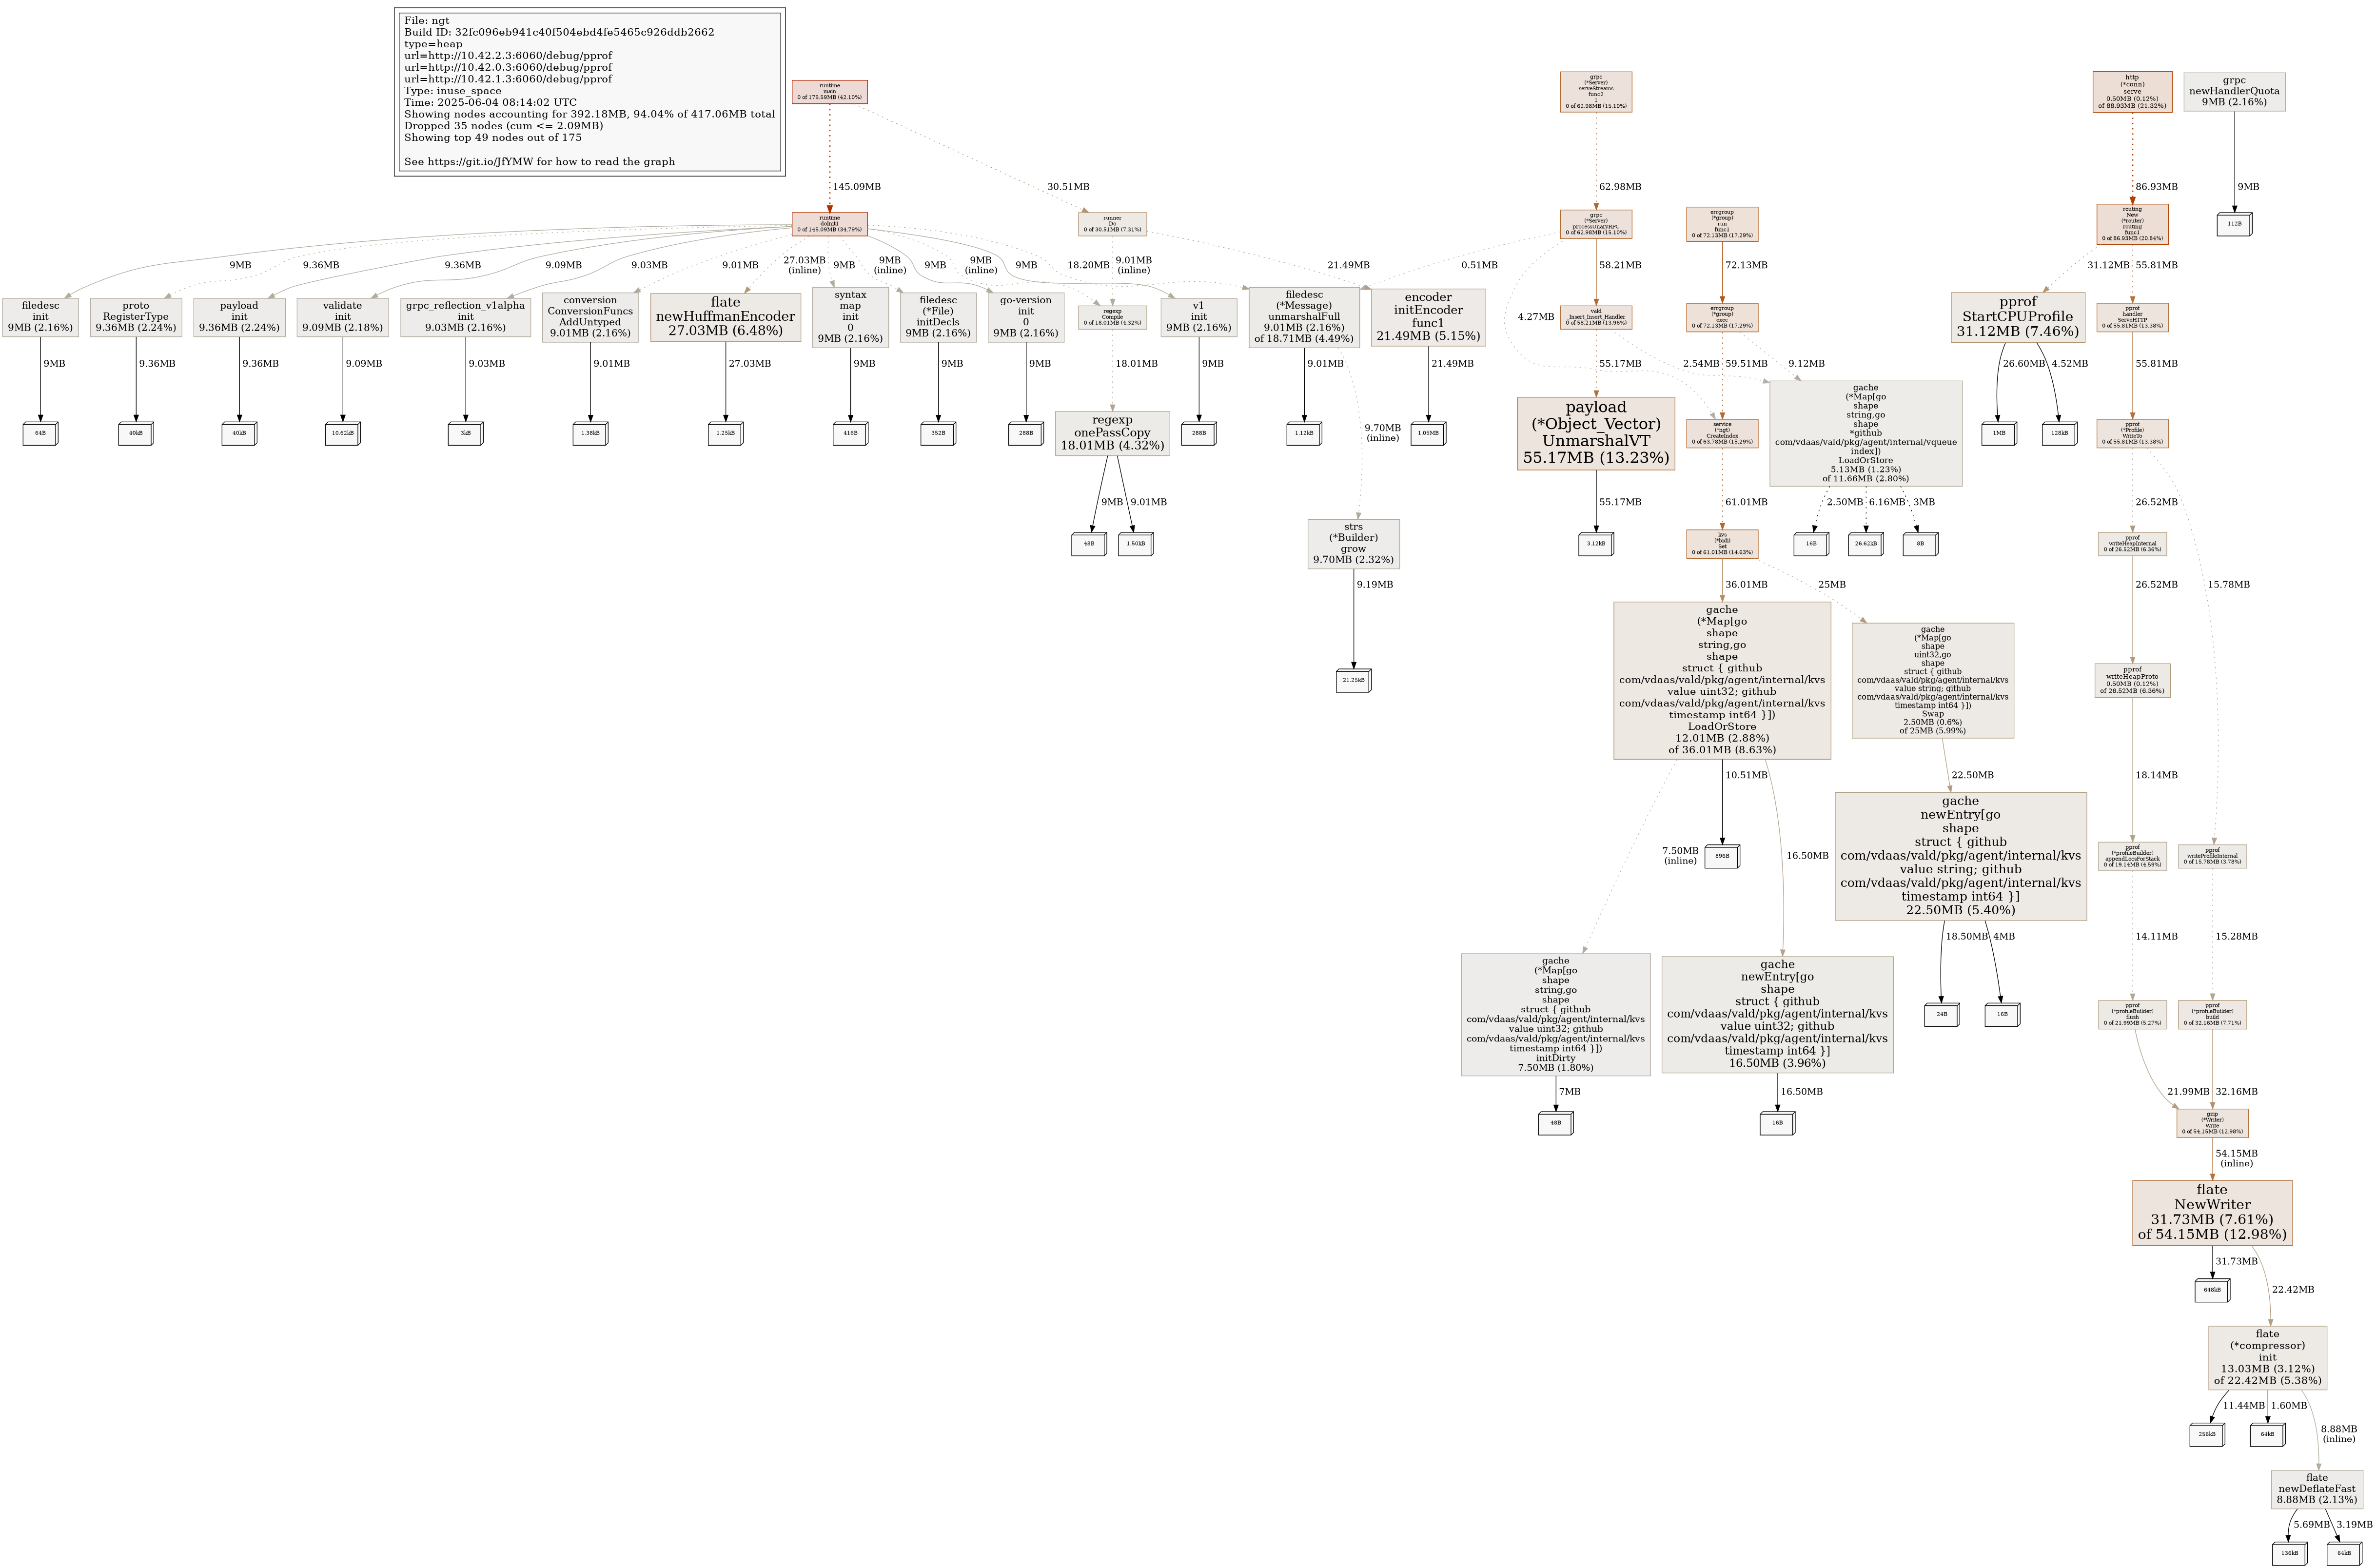 File: ngt
Build ID: 32fc096eb941c40f504ebd4fe5465c926ddb2662
type=heap
url=http://10.42.2.3:6060/debug/pprof
url=http://10.42.0.3:6060/debug/pprof
url=http://10.42.1.3:6060/debug/pprof
Type: inuse_space
Time: 2025-06-04 08:14:02 UTC
Showing nodes accounting for 392.18MB, 94.04% of 417.06MB total
Dropped 35 nodes (cum <= 2.09MB)
Showing top 49 nodes out of 175
See https://git.io/JfYMW for how to read the graph
runtime
main
0 of 175.59MB (42.10%)
grpc
(*Server)
serveStreams
func2
1
0 of 62.98MB (15.10%)
http
(*conn)
serve
0.50MB (0.12%)
of 88.93MB (21.32%)
grpc
newHandlerQuota
9MB (2.16%)
145.09MB
30.51MB
62.98MB
86.93MB
9MB
runtime
doInit1
0 of 145.09MB (34.79%)
runner
Do
0 of 30.51MB (7.31%)
grpc
(*Server)
processUnaryRPC
0 of 62.98MB (15.10%)
errgroup
(*group)
run
func1
0 of 72.13MB (17.29%)
routing
New
(*router)
routing
func1
0 of 86.93MB (20.84%)
112B
9MB
9.36MB
9.36MB
9.09MB
9.03MB
9.01MB
27.03MB
(inline)
9MB
9MB
(inline)
9MB
9MB
(inline)
9MB
18.20MB
9.01MB
(inline)
21.49MB
0.51MB
4.27MB
58.21MB
72.13MB
31.12MB
55.81MB
filedesc
init
9MB (2.16%)
proto
RegisterType
9.36MB (2.24%)
payload
init
9.36MB (2.24%)
validate
init
9.09MB (2.18%)
grpc_reflection_v1alpha
init
9.03MB (2.16%)
conversion
ConversionFuncs
AddUntyped
9.01MB (2.16%)
flate
newHuffmanEncoder
27.03MB (6.48%)
syntax
map
init
0
9MB (2.16%)
filedesc
(*File)
initDecls
9MB (2.16%)
go-version
init
0
9MB (2.16%)
regexp
Compile
0 of 18.01MB (4.32%)
v1
init
9MB (2.16%)
filedesc
(*Message)
unmarshalFull
9.01MB (2.16%)
of 18.71MB (4.49%)
encoder
initEncoder
func1
21.49MB (5.15%)
vald
Insert_Insert_Handler
0 of 58.21MB (13.96%)
errgroup
(*group)
exec
0 of 72.13MB (17.29%)
pprof
StartCPUProfile
31.12MB (7.46%)
pprof
handler
ServeHTTP
0 of 55.81MB (13.38%)
9MB
9.36MB
9.36MB
9.09MB
9.03MB
9.01MB
27.03MB
9MB
9MB
9MB
18.01MB
9MB
9.01MB
9.70MB
(inline)
21.49MB
55.17MB
2.54MB
59.51MB
9.12MB
26.60MB
4.52MB
55.81MB
64B
40kB
40kB
10.62kB
3kB
1.38kB
1.25kB
416B
352B
288B
regexp
onePassCopy
18.01MB (4.32%)
288B
1.12kB
1.05MB
payload
(*Object_Vector)
UnmarshalVT
55.17MB (13.23%)
service
(*ngt)
CreateIndex
0 of 63.78MB (15.29%)
gache
(*Map[go
shape
string,go
shape
*github
com/vdaas/vald/pkg/agent/internal/vqueue
index])
LoadOrStore
5.13MB (1.23%)
of 11.66MB (2.80%)
1MB
128kB
pprof
(*Profile)
WriteTo
0 of 55.81MB (13.38%)
9MB
9.01MB
55.17MB
61.01MB
2.50MB
6.16MB
3MB
26.52MB
15.78MB
48B
1.50kB
strs
(*Builder)
grow
9.70MB (2.32%)
3.12kB
kvs
(*bidi)
Set
0 of 61.01MB (14.63%)
16B
26.62kB
8B
pprof
writeHeapInternal
0 of 26.52MB (6.36%)
9.19MB
36.01MB
25MB
26.52MB
21.25kB
gache
(*Map[go
shape
string,go
shape
struct { github
com/vdaas/vald/pkg/agent/internal/kvs
value uint32; github
com/vdaas/vald/pkg/agent/internal/kvs
timestamp int64 }])
LoadOrStore
12.01MB (2.88%)
of 36.01MB (8.63%)
gache
(*Map[go
shape
uint32,go
shape
struct { github
com/vdaas/vald/pkg/agent/internal/kvs
value string; github
com/vdaas/vald/pkg/agent/internal/kvs
timestamp int64 }])
Swap
2.50MB (0.6%)
of 25MB (5.99%)
pprof
writeHeapProto
0.50MB (0.12%)
of 26.52MB (6.36%)
7.50MB
(inline)
10.51MB
16.50MB
22.50MB
18.14MB
896B
gache
newEntry[go
shape
struct { github
com/vdaas/vald/pkg/agent/internal/kvs
value string; github
com/vdaas/vald/pkg/agent/internal/kvs
timestamp int64 }]
22.50MB (5.40%)
pprof
(*profileBuilder)
appendLocsForStack
0 of 19.14MB (4.59%)
pprof
writeProfileInternal
0 of 15.78MB (3.78%)
18.50MB
4MB
14.11MB
15.28MB
gache
(*Map[go
shape
string,go
shape
struct { github
com/vdaas/vald/pkg/agent/internal/kvs
value uint32; github
com/vdaas/vald/pkg/agent/internal/kvs
timestamp int64 }])
initDirty
7.50MB (1.80%)
gache
newEntry[go
shape
struct { github
com/vdaas/vald/pkg/agent/internal/kvs
value uint32; github
com/vdaas/vald/pkg/agent/internal/kvs
timestamp int64 }]
16.50MB (3.96%)
24B
16B
pprof
(*profileBuilder)
flush
0 of 21.99MB (5.27%)
pprof
(*profileBuilder)
build
0 of 32.16MB (7.71%)
7MB
16.50MB
21.99MB
32.16MB
48B
16B
gzip
(*Writer)
Write
0 of 54.15MB (12.98%)
54.15MB
(inline)
flate
NewWriter
31.73MB (7.61%)
of 54.15MB (12.98%)
31.73MB
22.42MB
648kB
flate
(*compressor)
init
13.03MB (3.12%)
of 22.42MB (5.38%)
11.44MB
1.60MB
8.88MB
(inline)
256kB
64kB
flate
newDeflateFast
8.88MB (2.13%)
5.69MB
3.19MB
136kB
64kB